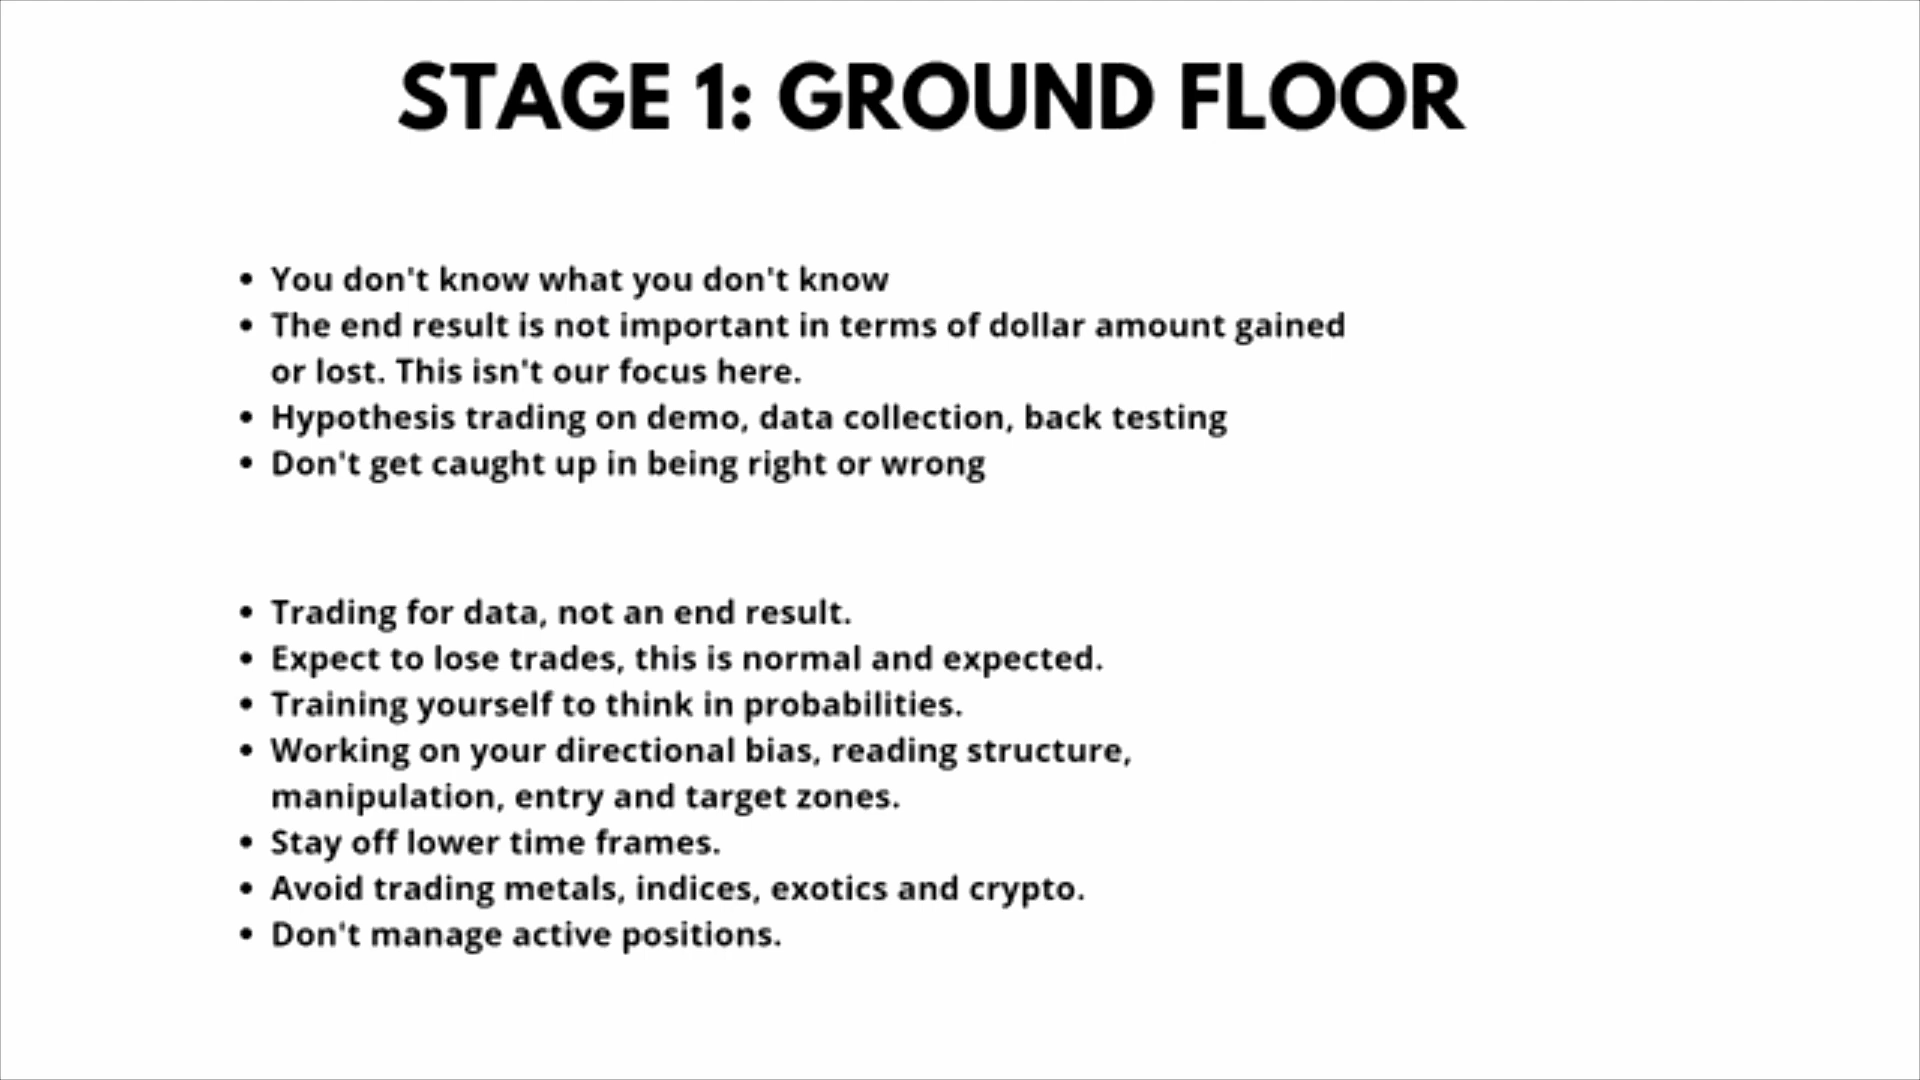 STAGE 1: GROUND FLOOR
• You don't know what you don't know
• The end result is not important in terms of dollar amount gained
or lost. This isn't our focus here.
• Hypothesis trading on demo, data collection, back testing
• Don't get caught up in being right or wrong
• Trading for data, not an end result.
• Expect to lose trades, this is normal and expected.
• Training yourself to think in probabilities.
• Working on your directional bias, reading structure,
manipulation, entry and target zones.
• Stay off lower time frames.
• Avoid trading metals, indices, exotics and crypto.
• Don't manage active positions.